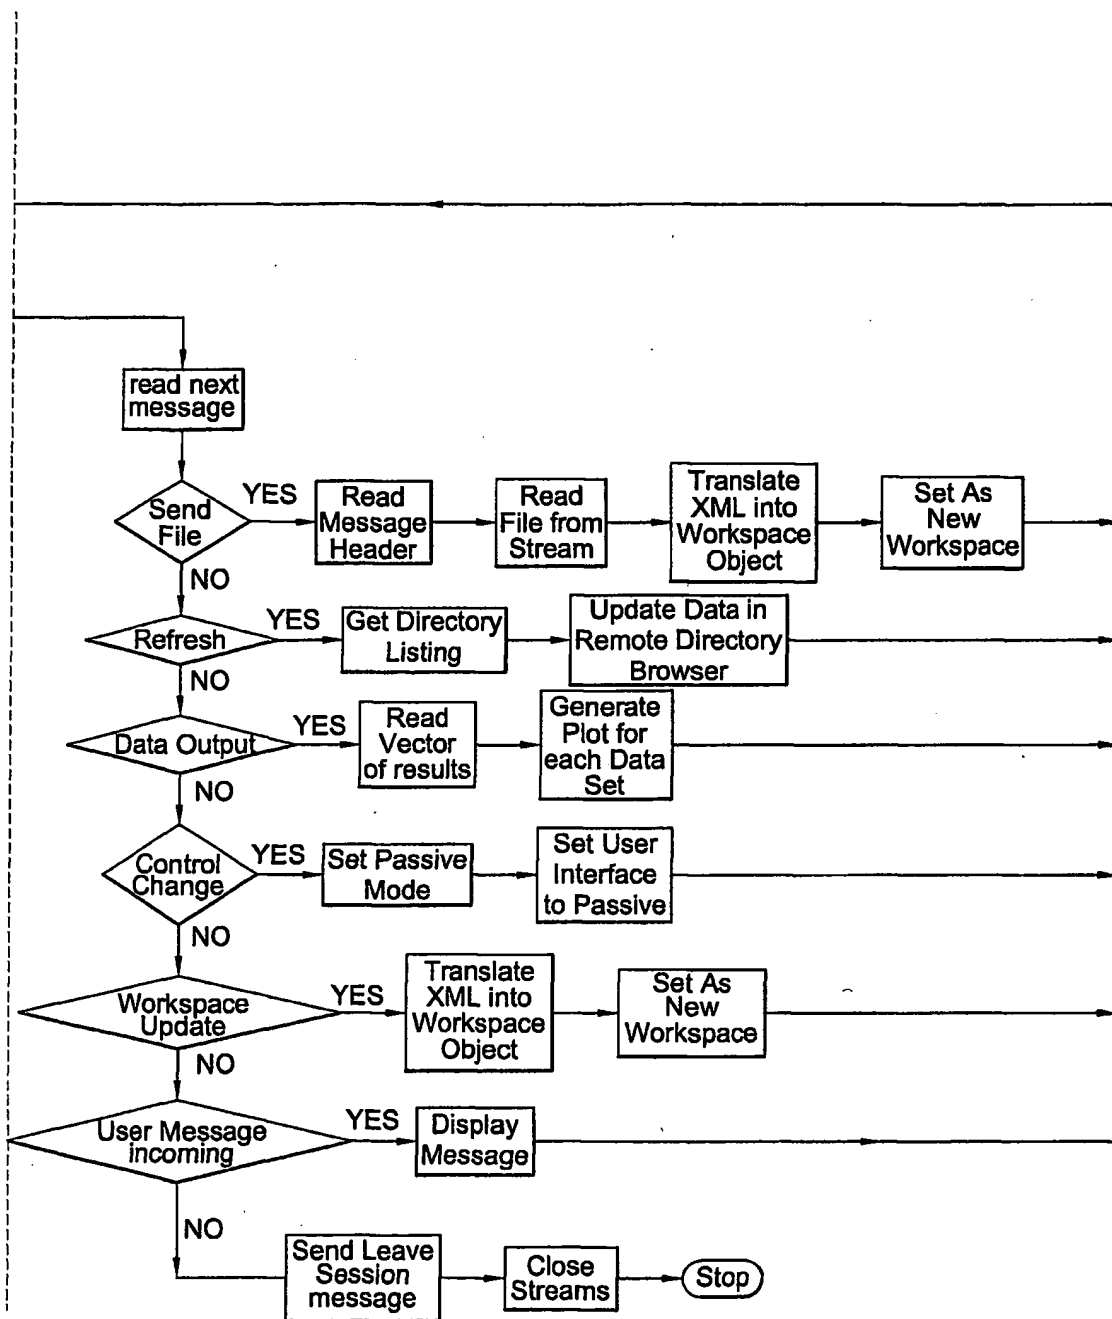 read next
message
Send
File
YES
Read
Message
Header
Read
File from
Stream
Translate
XML into
Workspace
Object
Set As
New
Workspace
NO
Refresh
YES
Get Directory
Listing
Update Data in
Remote Directory
Browser
NO
Data Output
YES
Read
Vector
of results
Generate
Plot for
each Data
Set
NO
Control
Change
YES
Set Passive
Mode
Set User
Interface
to Passive
NO
Workspace
Update
YES
Translate
XML into
Workspace
Object
Set As
New
Workspace
NO
User Message
incoming
YES
Display
Message
NO
Send Leave
Session
message
Close
Streams
Stop